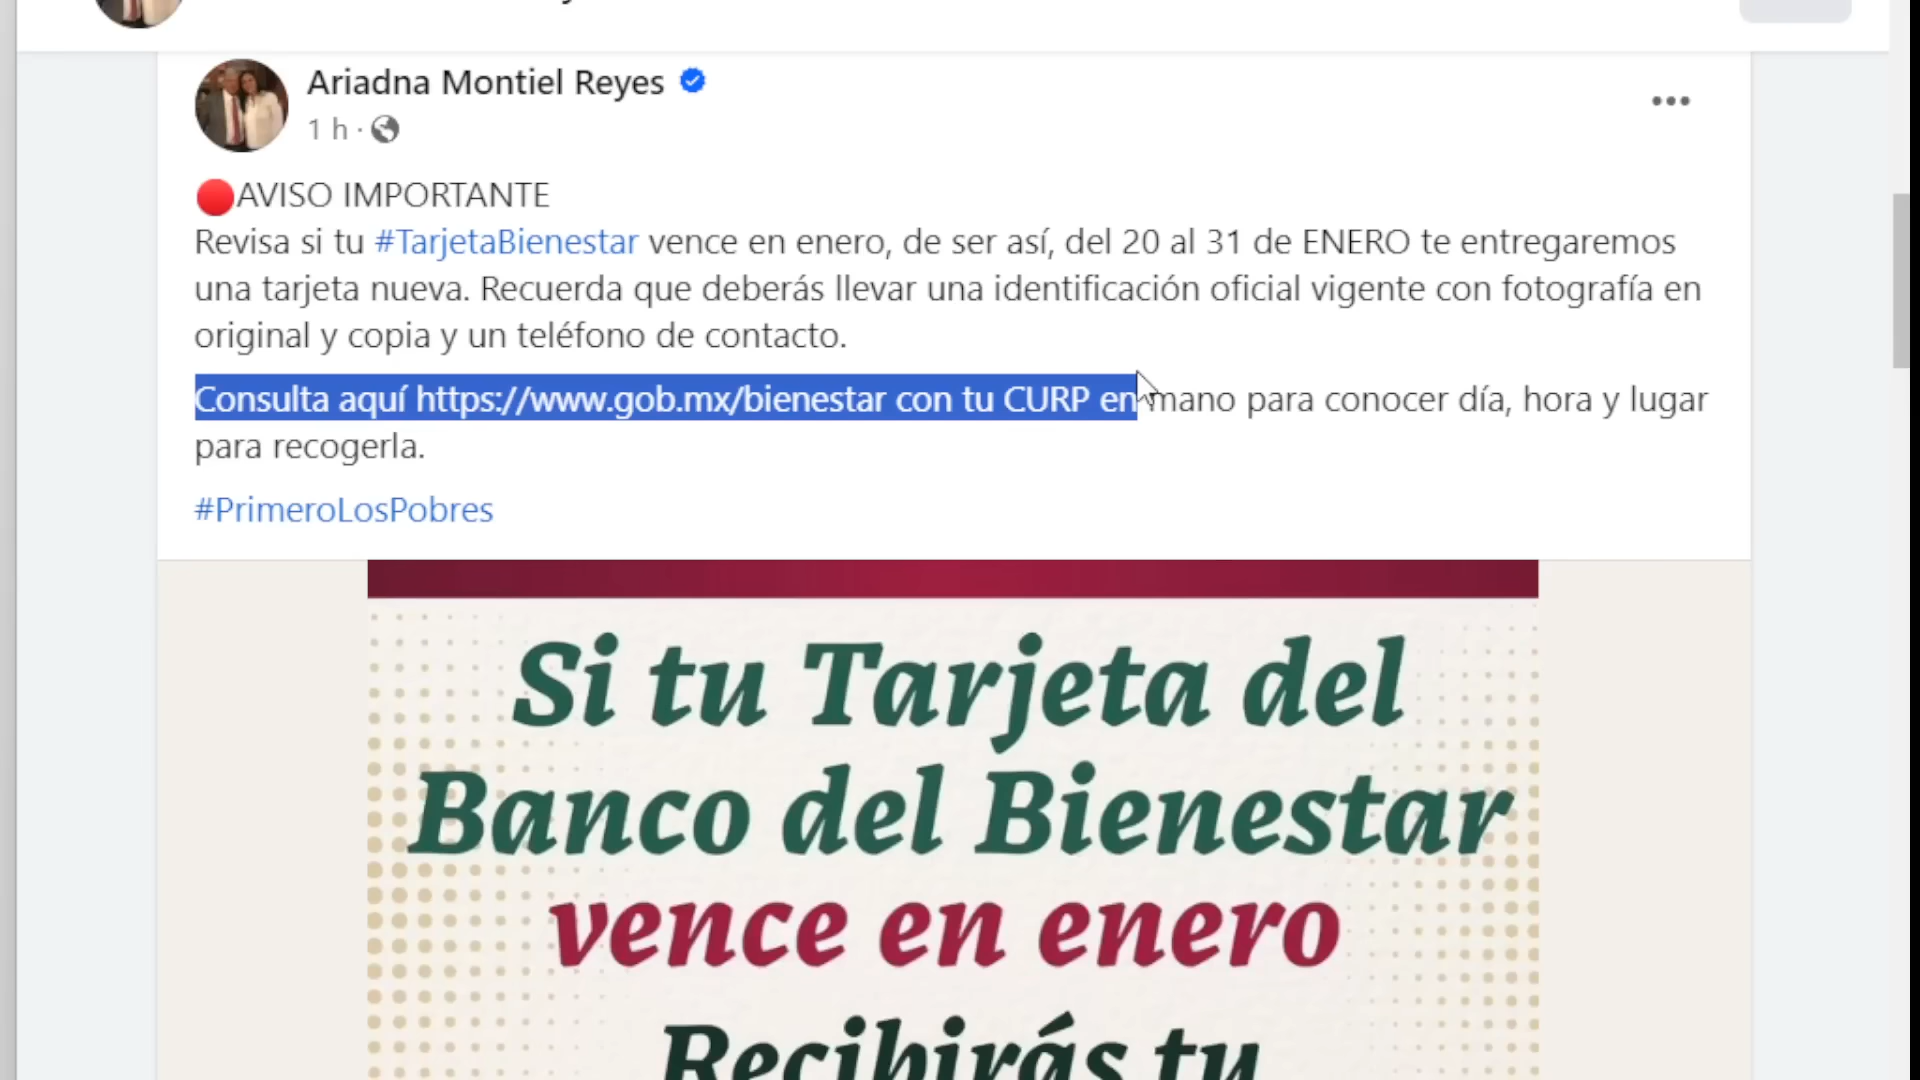 Ariadna Montiel Reyes
1 h ·
🔴AVISO IMPORTANTE
Revisa si tu #TarjetaBienestar vence en enero, de ser así, del 20 al 31 de ENERO te entregaremos
una tarjeta nueva. Recuerda que deberás llevar una identificación oficial vigente con fotografía en
original y copia y un teléfono de contacto.
Consulta aquí https://www.gob.mx/bienestar con tu CURP en mano para conocer día, hora y lugar
para recogerla.
#PrimeroLosPobres
Si tu Tarjeta del
Banco del Bienestar
vence en enero
Recibirás tu